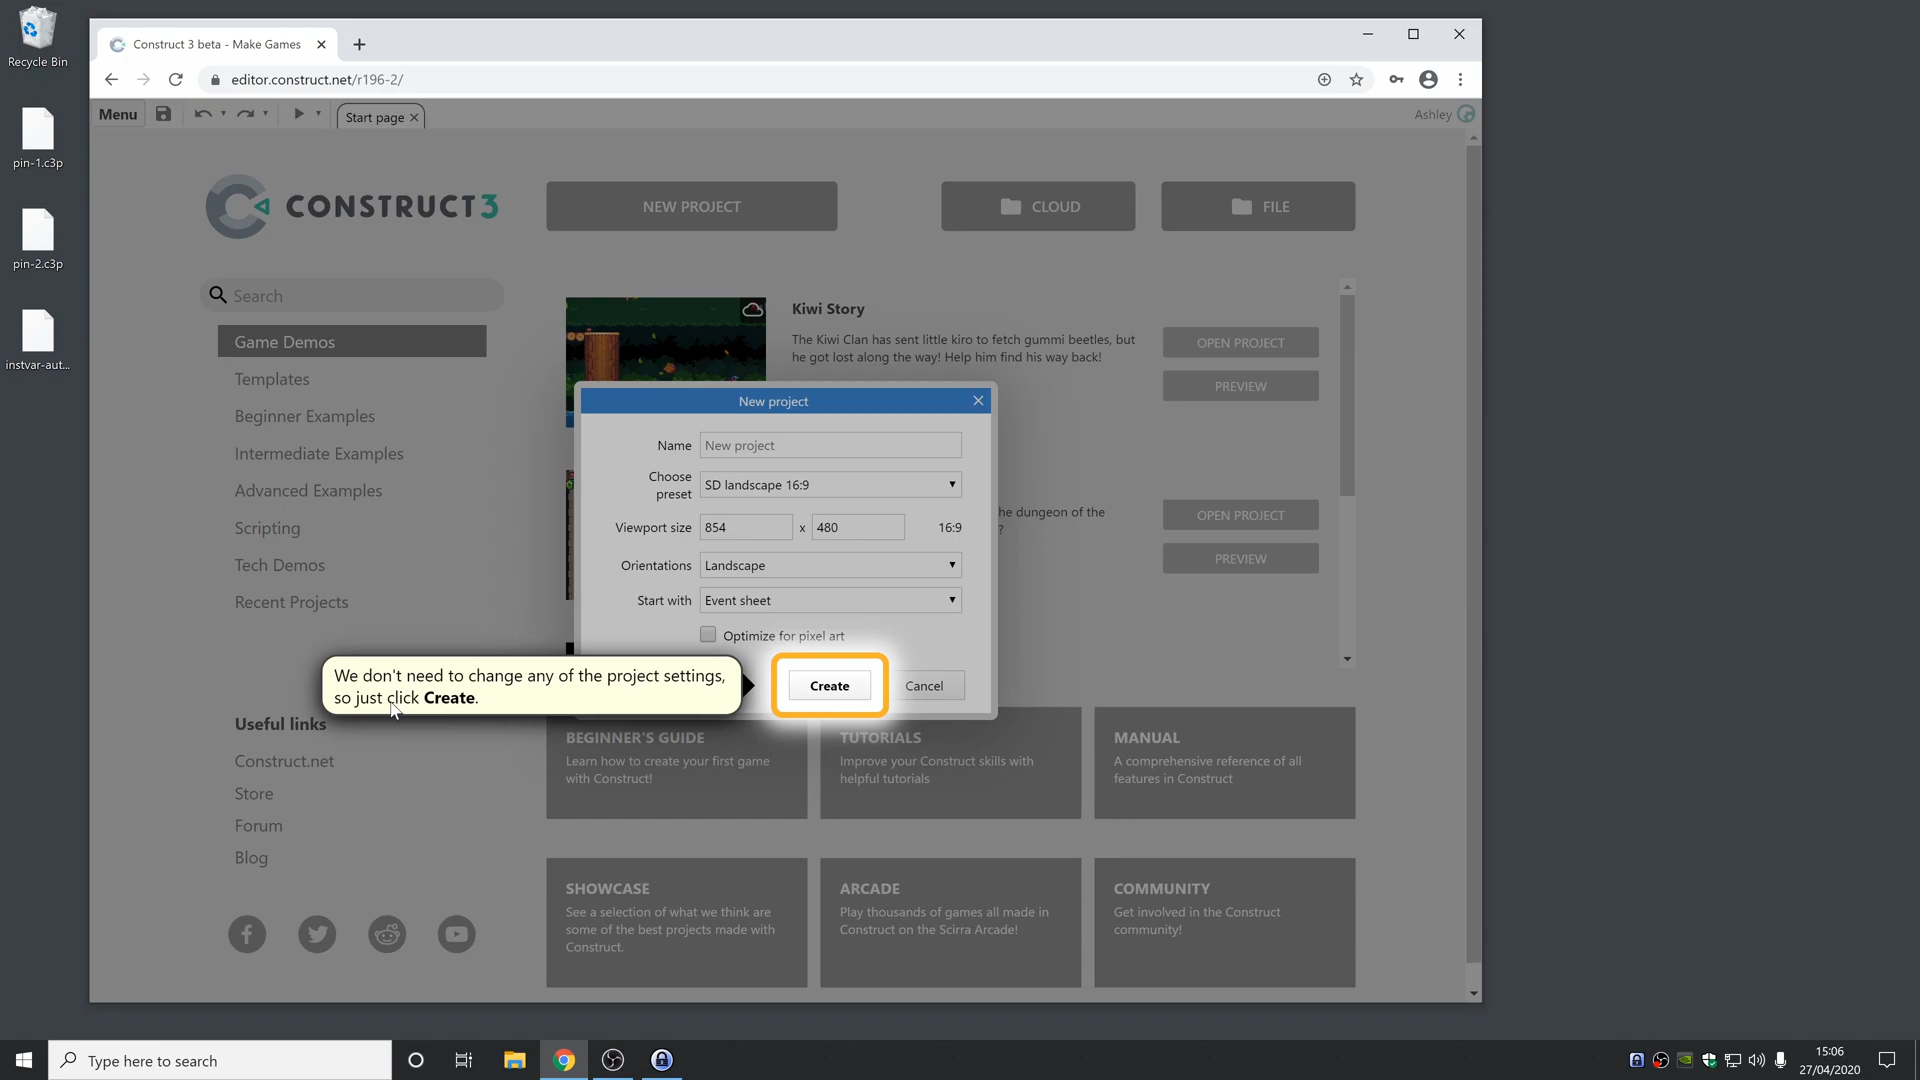 Recycle Bin
pin-1.c3p
pin-2.c3p
instvar-aut...
Construct 3 beta - Make Games
editor.construct.net/r196-2/
Menu
Start page
Ashley
CONSTRUCT 3
NEW PROJECT
CLOUD
FILE
Search
Game Demos
Templates
Beginner Examples
Intermediate Examples
Advanced Examples
Scripting
Tech Demos
Recent Projects
Kiwi Story
The Kiwi Clan has sent little kiro to fetch gummi beetles, but
he got lost along the way! Help him find his way back!
OPEN PROJECT
PREVIEW
he dungeon of the
?
OPEN PROJECT
PREVIEW
New project
Name
New project
Choose
preset
SD landscape 16:9
Viewport size
854
x
480
16:9
Orientations
Landscape
Start with
Event sheet
Optimize for pixel art
Create
Cancel
We don't need to change any of the project settings,
so just click Create.
Useful links
Construct.net
Store
Forum
Blog
BEGINNER'S GUIDE
Learn how to create your first game
with Construct!
TUTORIALS
Improve your Construct skills with
helpful tutorials
MANUAL
A comprehensive reference of all
features in Construct
SHOWCASE
See a selection of what we think are
some of the best projects made with
Construct.
ARCADE
Play thousands of games all made in
Construct on the Scirra Arcade!
COMMUNITY
Get involved in the Construct
community!
Type here to search
15:06
27/04/2020